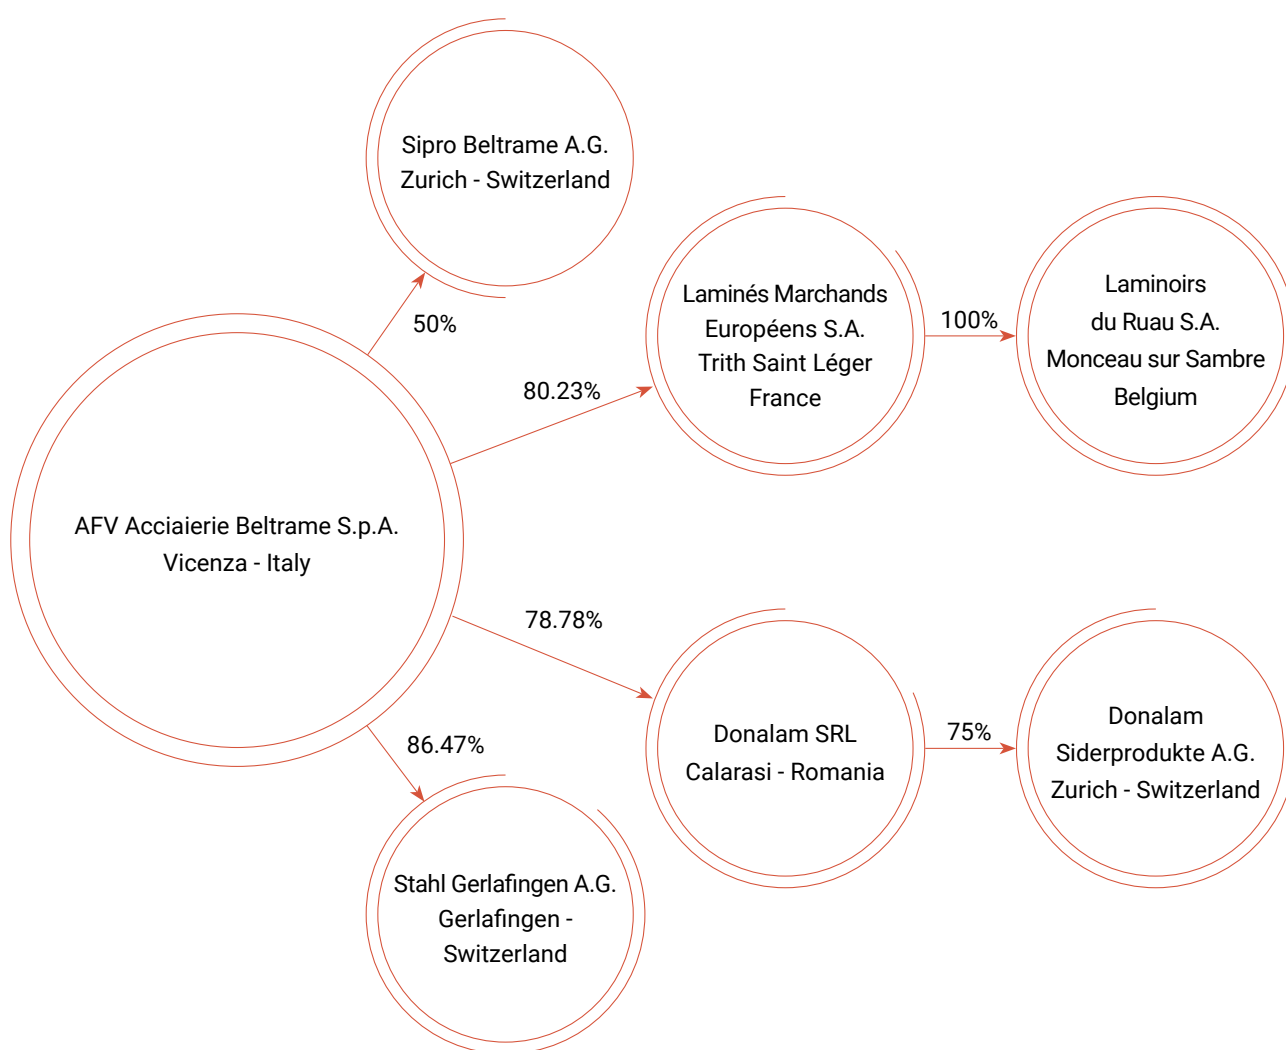 Sipro Beltrame A.G.
Zurich - Switzerland
50%
Laminés Marchands
Européens S.A.
Trith Saint Léger
France
80.23%
100%
Laminoirs
du Ruau S.A.
Monceau sur Sambre
Belgium
AFV Acciaierie Beltrame S.p.A.
Vicenza - Italy
78.78%
Donalam SRL
Calarasi - Romania
75%
Donalam
Siderprodukte A.G.
Zurich - Switzerland
86.47%
Stahl Gerlafingen A.G.
Gerlafingen -
Switzerland